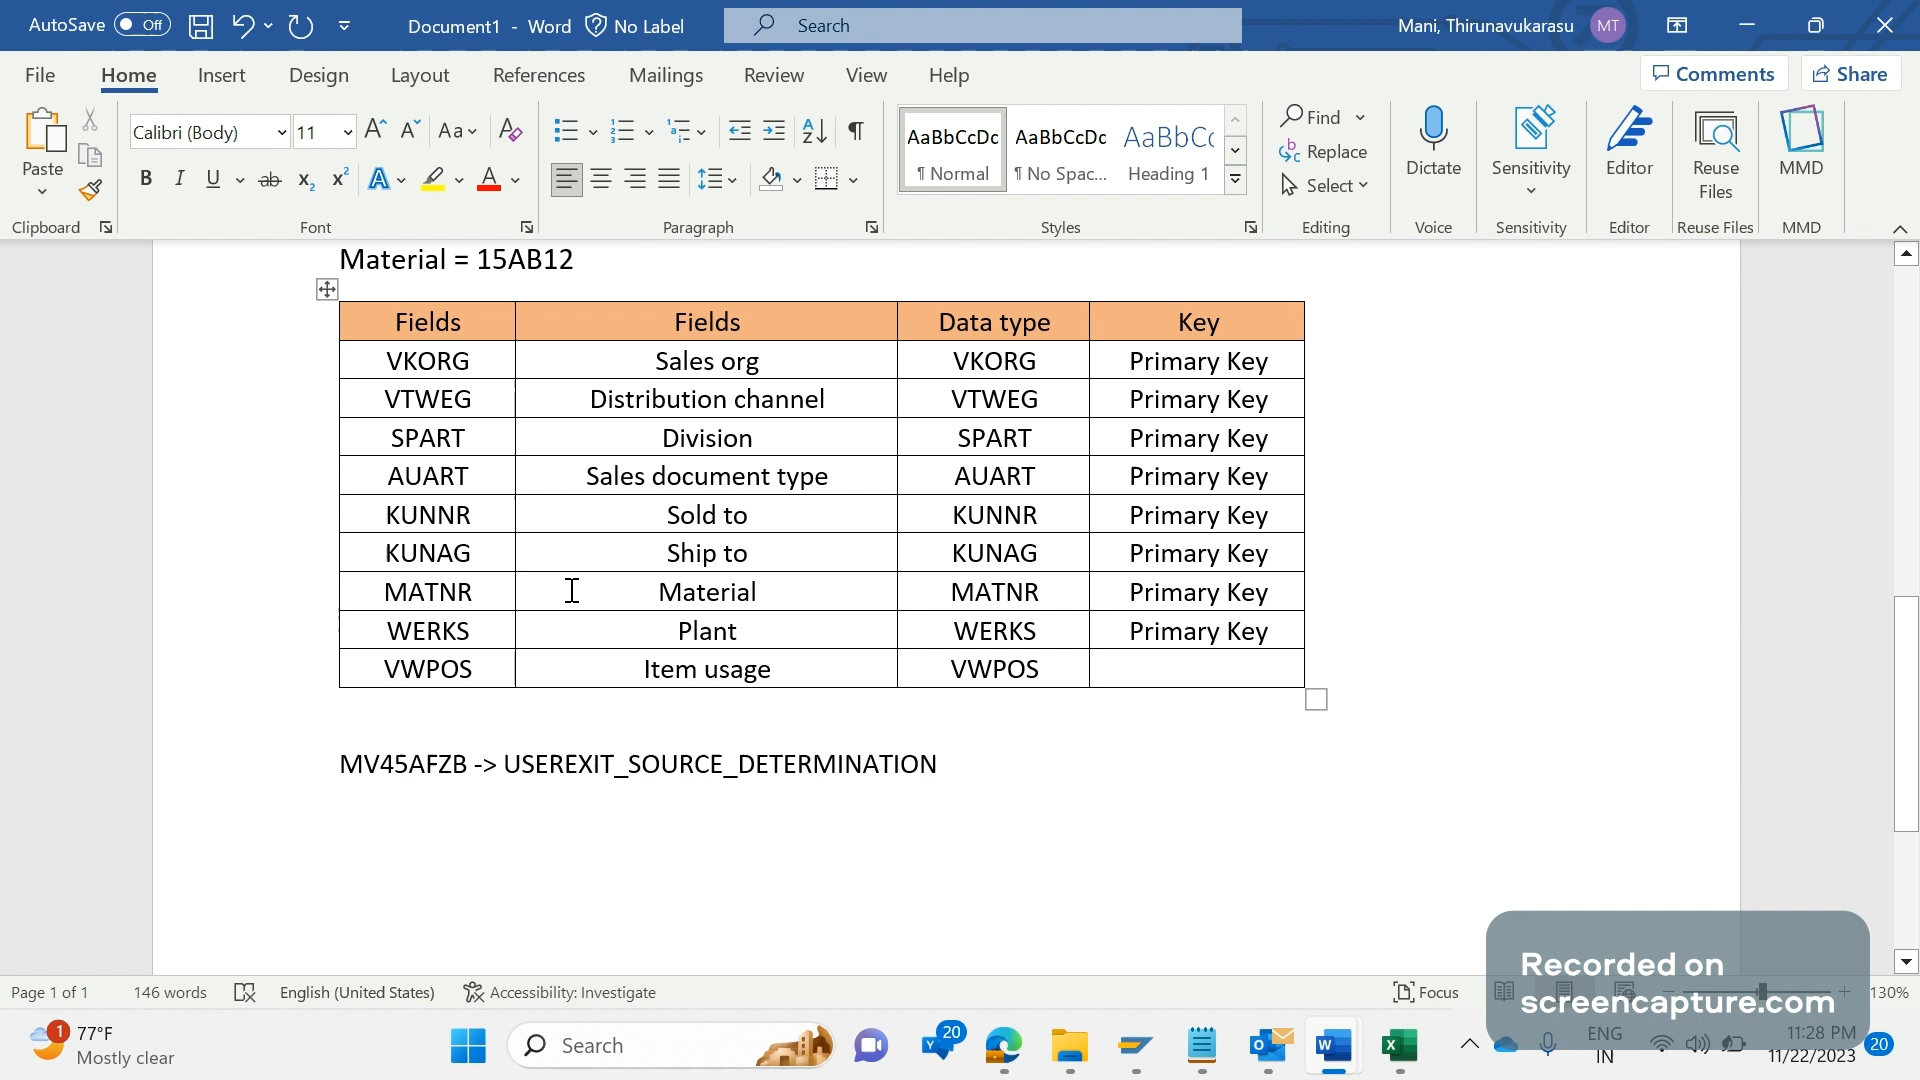 AutoSave Off Document1 - Word No Label Search Mani, Thirunavukarasu MT
File Home Insert Design Layout References Mailings Review View Help Comments Share
Calibri (Body) 11 Aa
AaBbCcDc AaBbCcDc AaBbCc
¶ Normal ¶ No Spac... Heading 1
Find
Replace
Select
Paste
B I U ab x2 x2 A A
Dictate
Sensitivity
Editor
Reuse Files
MMD
Clipboard Font Paragraph Styles Editing Voice Sensitivity Editor Reuse Files MMD
Material = 15AB12
Fields Fields Data type Key
VKORG Sales org VKORG Primary Key
VTWEG Distribution channel VTWEG Primary Key
SPART Division SPART Primary Key
AUART Sales document type AUART Primary Key
KUNNR Sold to KUNNR Primary Key
KUNAG Ship to KUNAG Primary Key
MATNR Material MATNR Primary Key
WERKS Plant WERKS Primary Key
VWPOS Item usage VWPOS
MV45AFZB -> USEREXIT_SOURCE_DETERMINATION
Recorded on
screencapture.com
Page 1 of 1 146 words English (United States) Accessibility: Investigate Focus 130%
1 77°F
Mostly clear
Search
20
ENG
IN
11:28 PM
11/22/2023
20